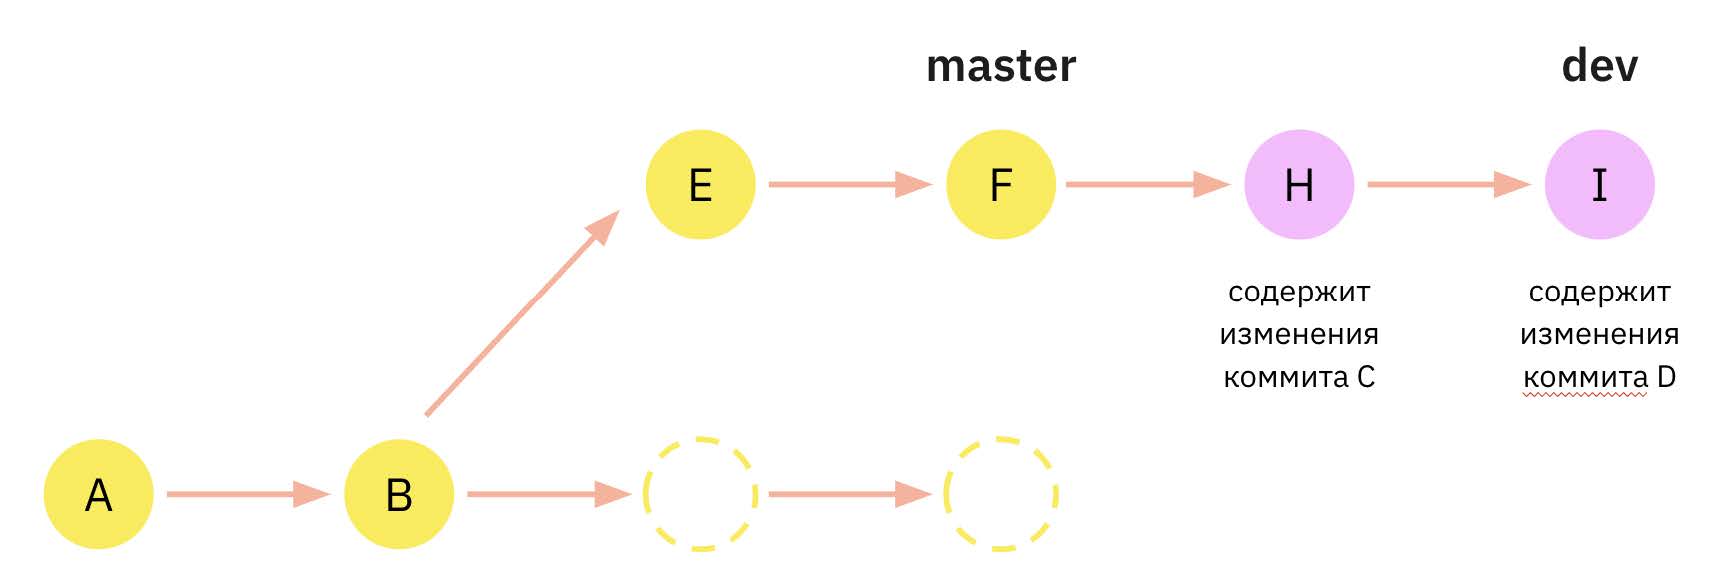 master
dev
E
F
H
I
содержит
изменения
коммита C
содержит
изменения
коммита D
A
B